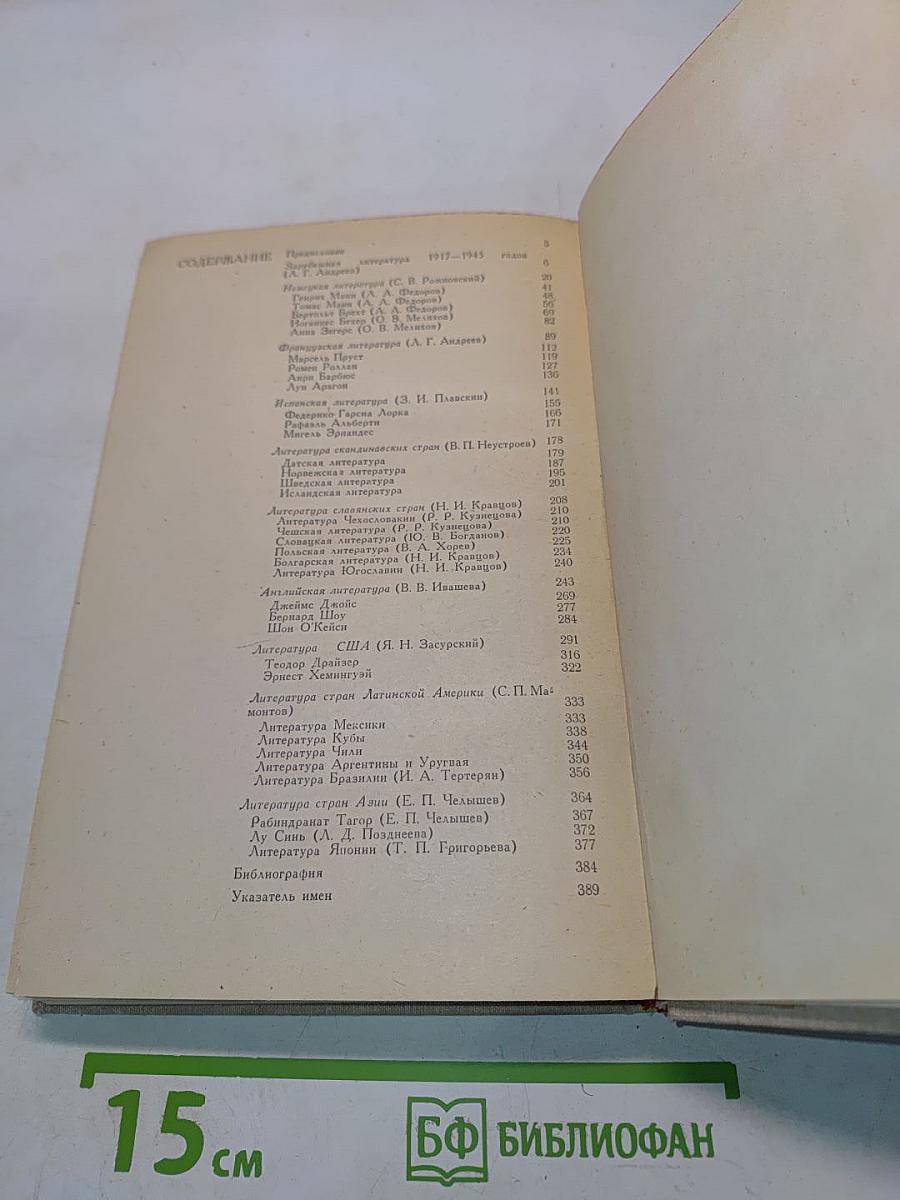 СОДЕРЖАНИЕ
Предисловие 5
Зарубежная литература 1917—1945 годов
(Л. Г. Андреев) 6
Немецкая литература (С. В. Рожновский) 20
Генрих Манн (А. А. Федоров) 41
Томас Манн (А. А. Федоров) 48
Бертольт Брехт (А. А. Федоров) 56
Иоганнес Бехер (О. В. Мелихов) 69
Анна Зегерс (О. В. Мелихов) 82
Французская литература (Л. Г. Андреев) 89
Марсель Пруст 112
Ромен Роллан 119
Анри Барбюс 127
Луи Арагон 136
Испанская литература (З. И. Плавскин) 141
Федерико Гарсиа Лорка 155
Рафаэль Альберти 166
Мигель Эрнандес 171
Литература скандинавских стран (В. П. Неустроев) 178
Датская литература 179
Норвежская литература 187
Шведская литература 195
Исландская литература 201
Литература славянских стран (Н. И. Кравцов) 208
Литература Чехословакии (Р. Р. Кузнецова) 210
Чешская литература (Р. Р. Кузнецова) 210
Словацкая литература (Ю. В. Богданов) 220
Польская литература (В. А. Хорев) 225
Болгарская литература (Н. И. Кравцов) 234
Литература Югославии (Н. И. Кравцов) 240
Английская литература (В. В. Ивашева) 243
Джеймс Джойс 269
Бернард Шоу 277
Шон О'Кейси 284
Литература США (Я. Н. Засурский) 291
Теодор Драйзер 316
Эрнест Хемингуэй 322
Литература стран Латинской Америки (С. П. Ма-
монтов) 333
Литература Мексики 333
Литература Кубы 338
Литература Чили 344
Литература Аргентины и Уругвая 350
Литература Бразилии (И. А. Тертерян) 356
Литература стран Азии (Е. П. Челышев) 364
Рабиндранат Тагор (Е. П. Челышев) 367
Лу Синь (Л. Д. Позднеева) 372
Литература Японии (Т. П. Григорьева) 377
Библиография 384
Указатель имен 389
15 см
БФ БИБЛИОФАН